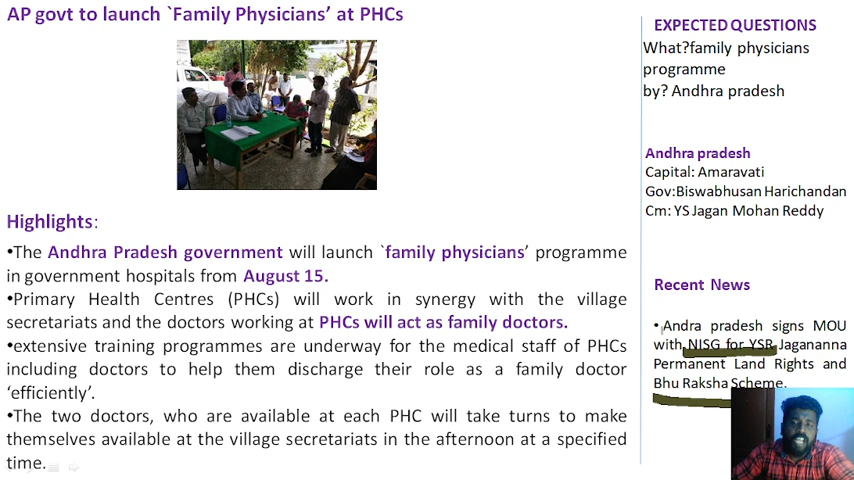 AP govt to launch `Family Physicians’ at PHCs
Highlights:
•The Andhra Pradesh government will launch `family physicians’ programme
in government hospitals from August 15.
•Primary Health Centres (PHCs) will work in synergy with the village
secretariats and the doctors working at PHCs will act as family doctors.
•extensive training programmes are underway for the medical staff of PHCs
including doctors to help them discharge their role as a family doctor
‘efficiently’.
•The two doctors, who are available at each PHC will take turns to make
themselves available at the village secretariats in the afternoon at a specified
time.
EXPECTED QUESTIONS
What?family physicians
programme
by? Andhra pradesh
Andhra pradesh
Capital: Amaravati
Gov:Biswabhusan Harichandan
Cm: YS Jagan Mohan Reddy
Recent News
•Andra pradesh signs MOU
with NISG for YSR Jagananna
Permanent Land Rights and
Bhu Raksha Scheme.